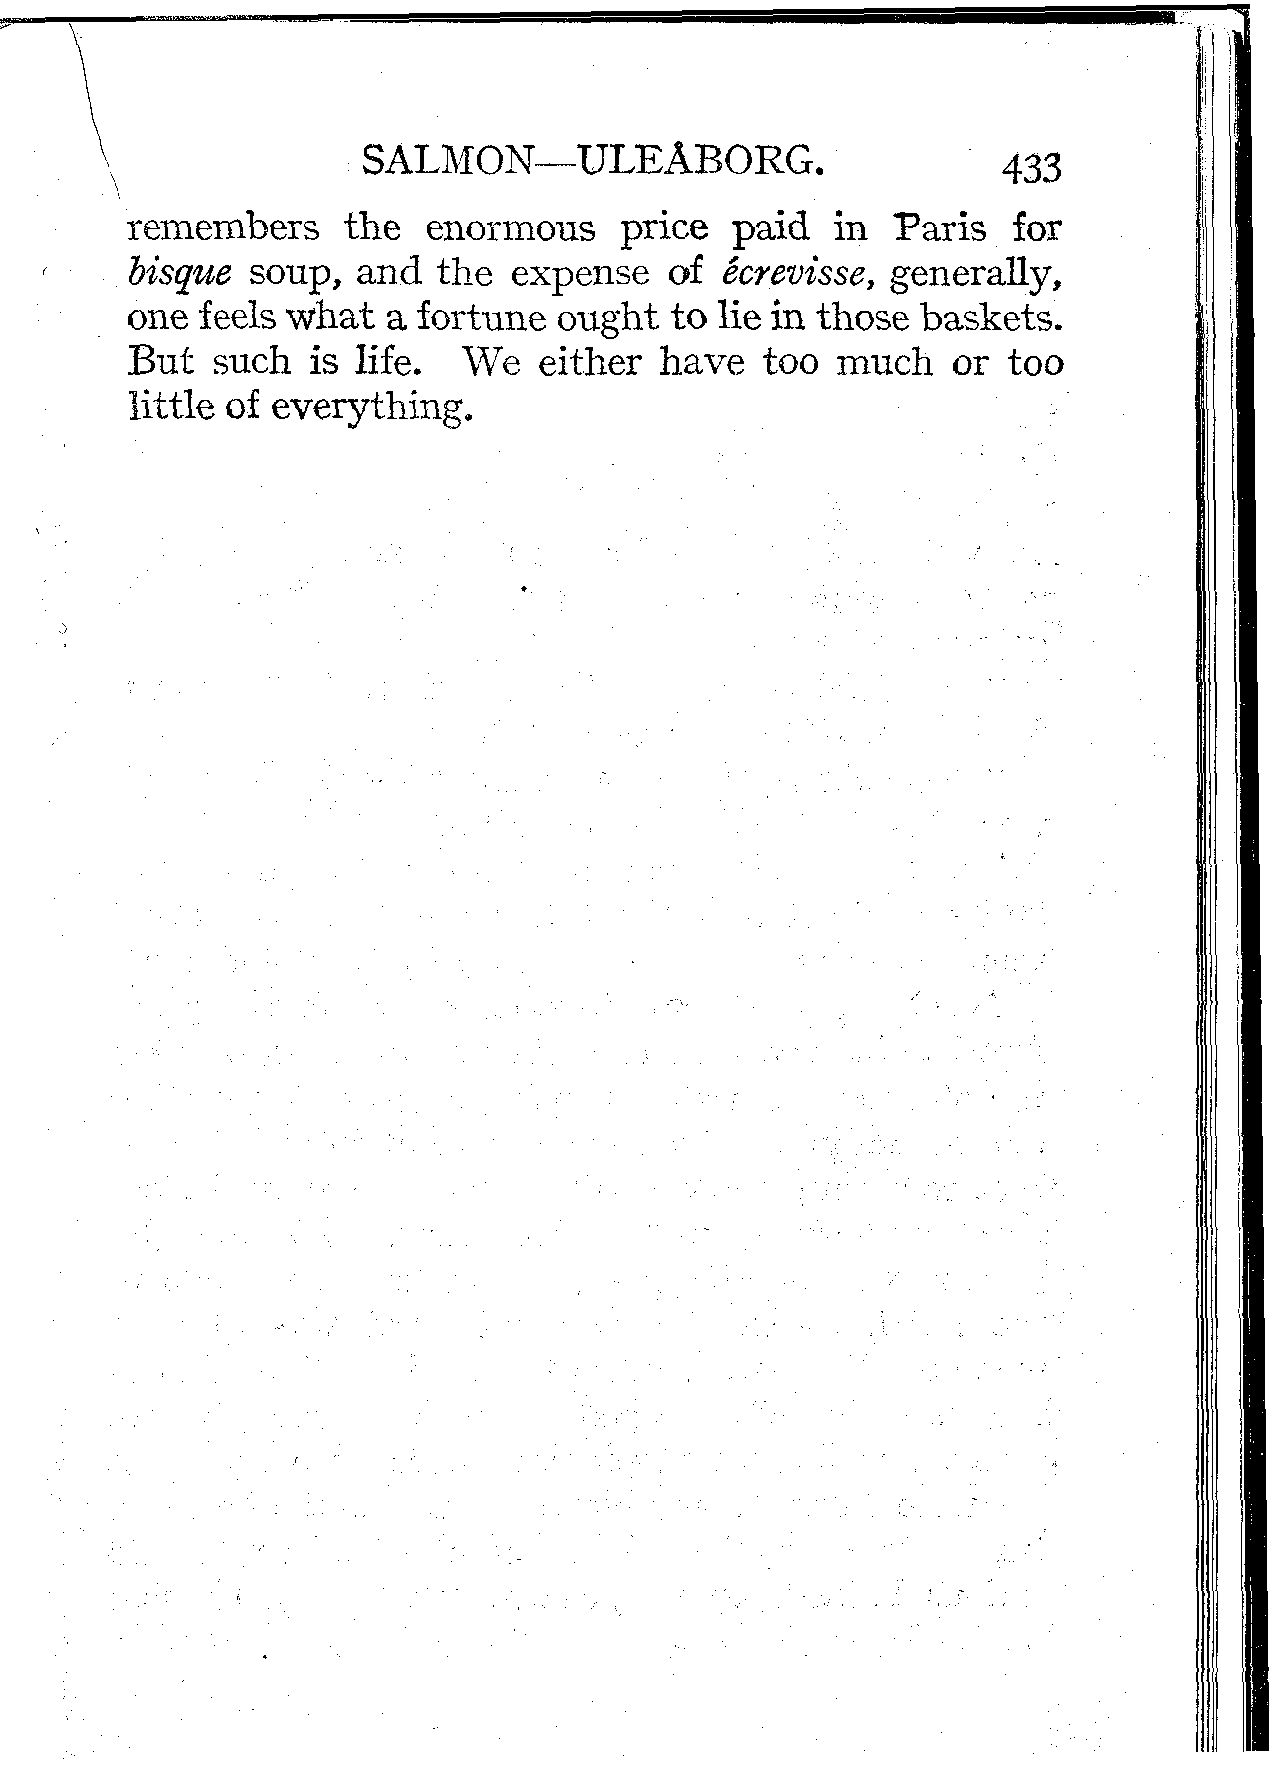 SALMON—ULEÅBORG. 433
remembers the enormous price paid in Paris for
bisque soup, and the expense of écrevisse, generally,
one feels what a fortune ought to lie in those baskets.
But such is life. We either have too much or too
little of everything.